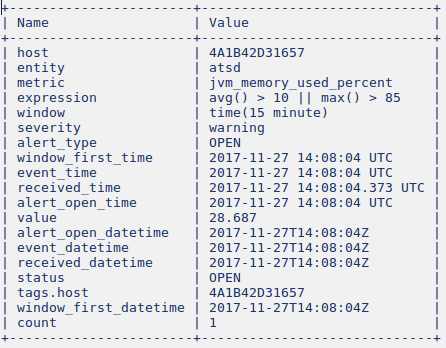 +-----------------------+-----------------------------+
| Name                  | Value                       |
+-----------------------+-----------------------------+
| host                  | 4A1B42D31657                |
| entity                | atsd                        |
| metric                | jvm_memory_used_percent     |
| expression            | avg() > 10 || max() > 85    |
| window                | time(15 minute)             |
| severity              | warning                     |
| alert_type            | OPEN                        |
| window_first_time     | 2017-11-27 14:08:04 UTC     |
| event_time            | 2017-11-27 14:08:04 UTC     |
| received_time         | 2017-11-27 14:08:04.373 UTC |
| alert_open_time       | 2017-11-27 14:08:04 UTC     |
| value                 | 28.687                      |
| alert_open_datetime   | 2017-11-27T14:08:04Z        |
| event_datetime        | 2017-11-27T14:08:04Z        |
| received_datetime     | 2017-11-27T14:08:04Z        |
| status                | OPEN                        |
| tags.host             | 4A1B42D31657                |
| window_first_datetime | 2017-11-27T14:08:04Z        |
| count                 | 1                           |
+-----------------------+-----------------------------+